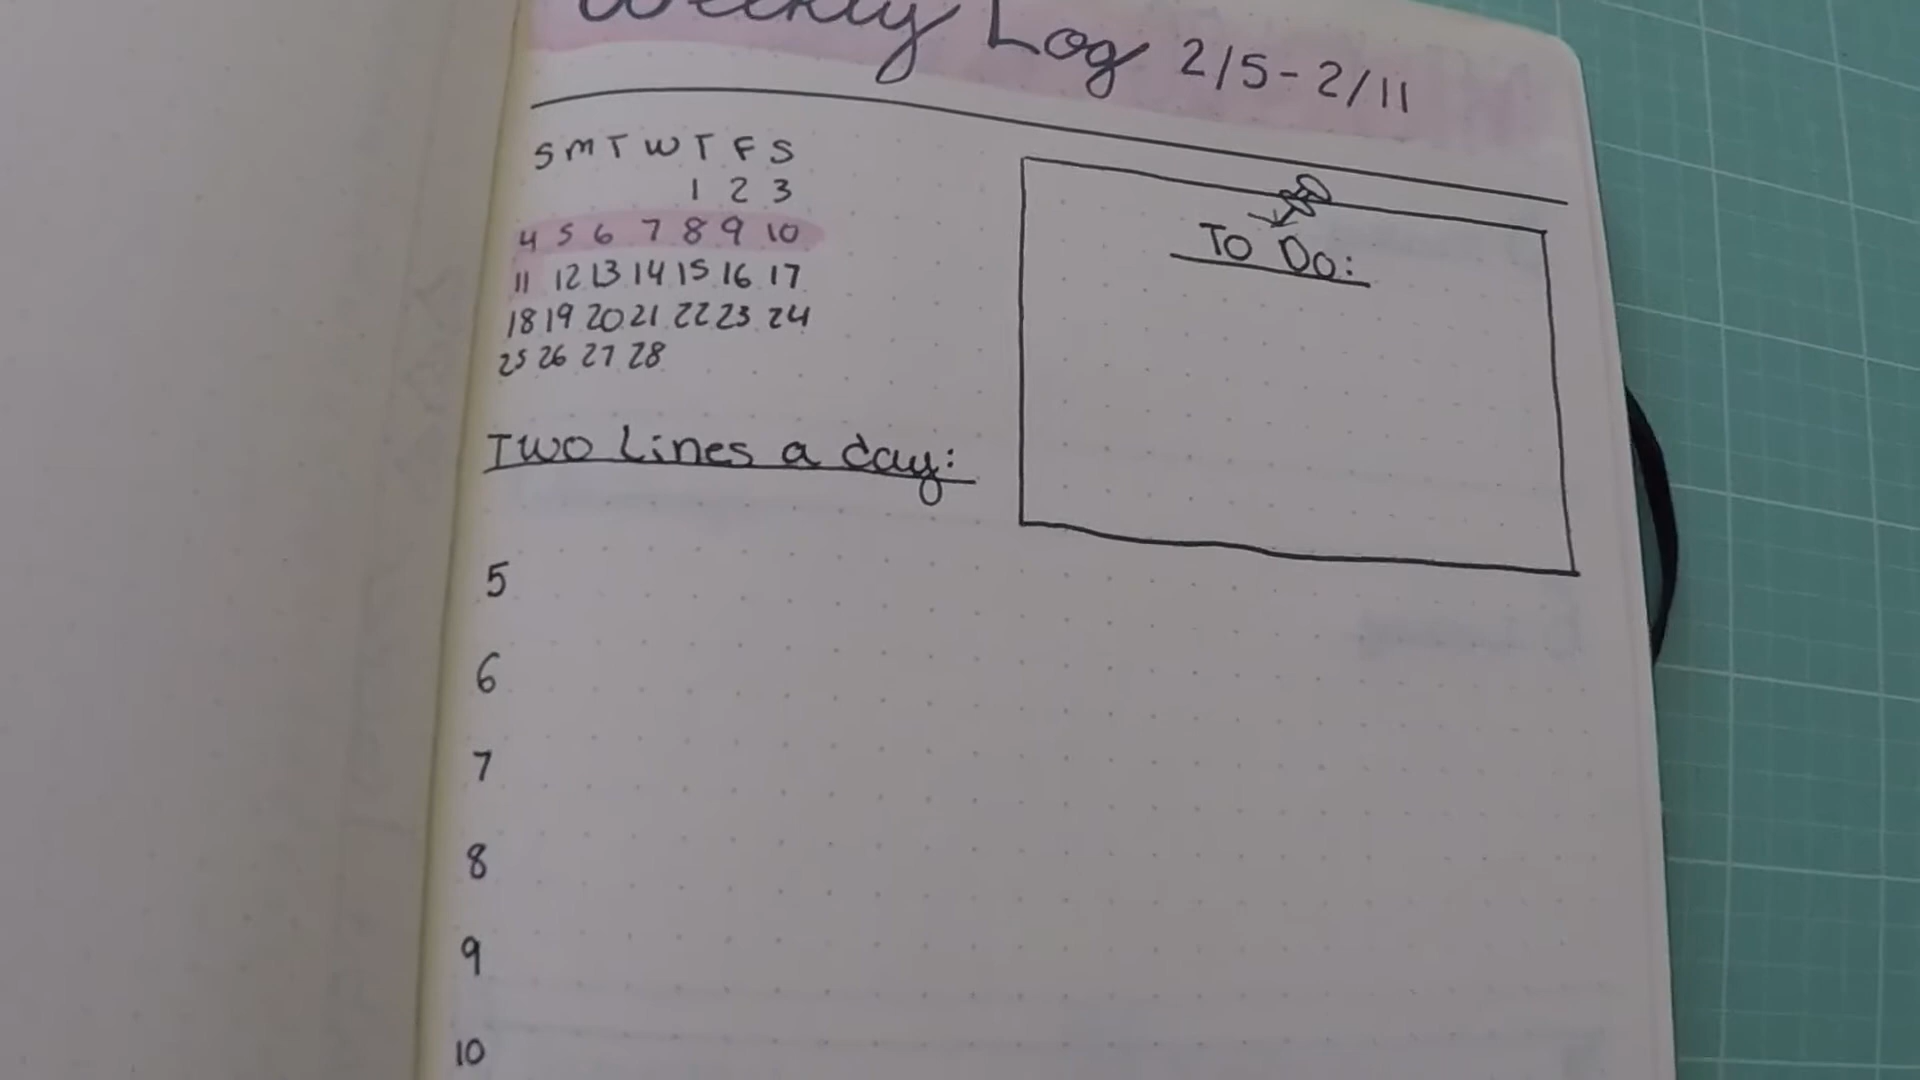 Weekly Log 2/5-2/11
S M T W T F S
1 2 3
4 5 6 7 8 9 10
11 12 13 14 15 16 17
18 19 20 21 22 23 24
25 26 27 28
To Do:
Two Lines a day:
5
6
7
8
9
10